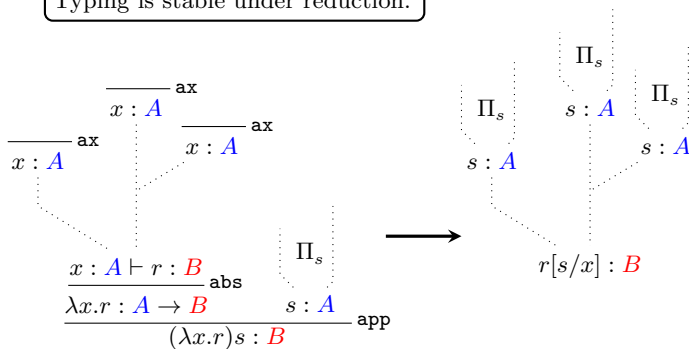 Typing is stable under reduction.
ax
x : A
ax
x : A
ax
x : A
x : A ⊢ r : B
abs
λx.r : A → B
Π_s
s : A
app
(λx.r)s : B
Π_s
s : A
Π_s
s : A
Π_s
s : A
r[s/x] : B